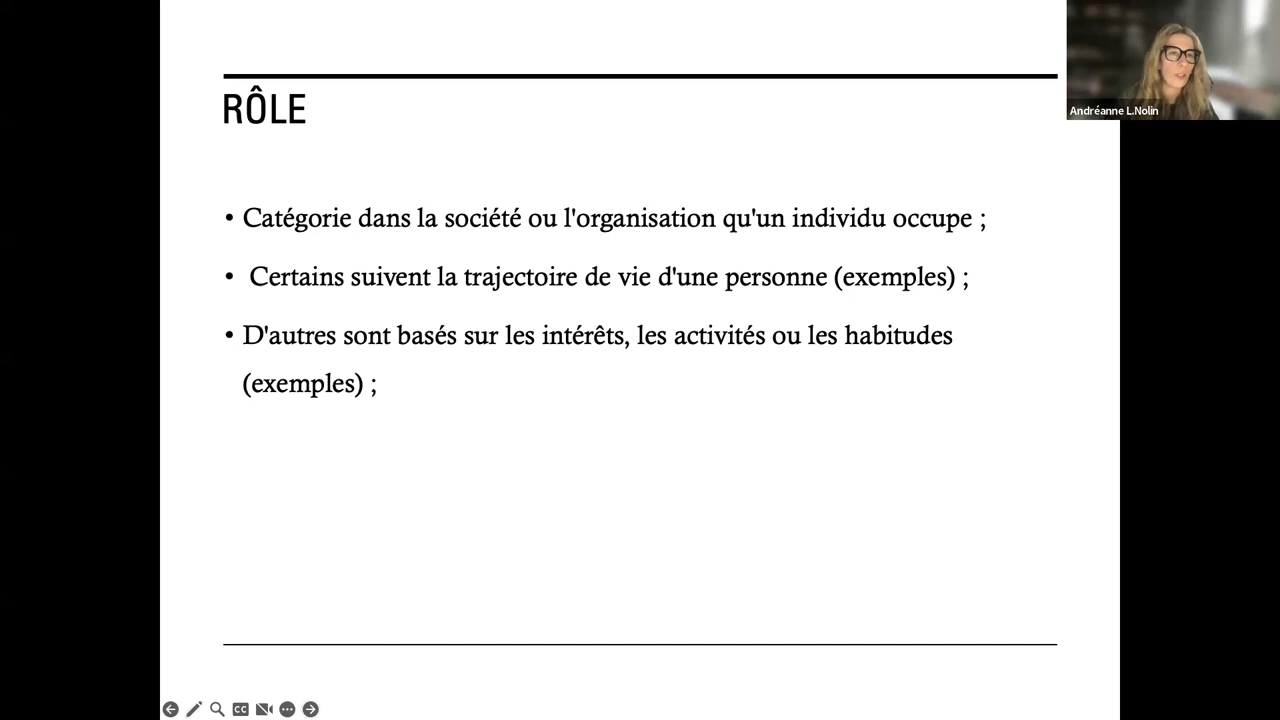 RÔLE
• Catégorie dans la société ou l'organisation qu'un individu occupe ;
• Certains suivent la trajectoire de vie d'une personne (exemples) ;
• D'autres sont basés sur les intérêts, les activités ou les habitudes
(exemples) ;
Andréanne L.Nolin
CC